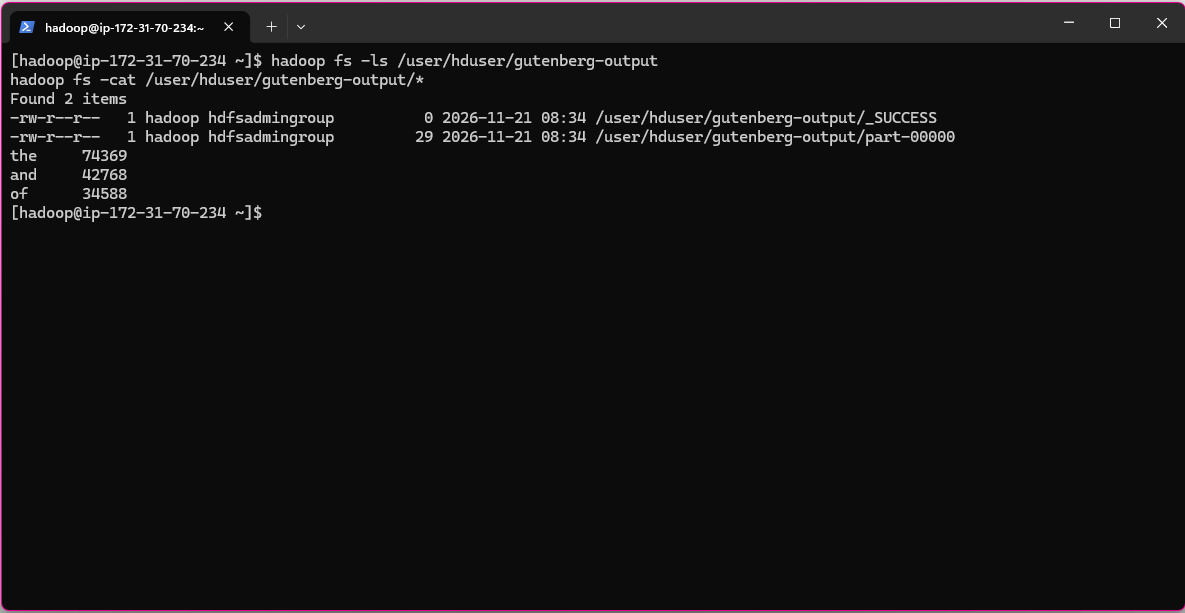 hadoop@ip-172-31-70-234:~
[hadoop@ip-172-31-70-234 ~]$ hadoop fs -ls /user/hduser/gutenberg-output
hadoop fs -cat /user/hduser/gutenberg-output/*
Found 2 items
-rw-r--r--   1 hadoop hdfsadmingroup          0 2026-11-21 08:34 /user/hduser/gutenberg-output/_SUCCESS
-rw-r--r--   1 hadoop hdfsadmingroup         29 2026-11-21 08:34 /user/hduser/gutenberg-output/part-00000
the     74369
and     42768
of      34588
[hadoop@ip-172-31-70-234 ~]$